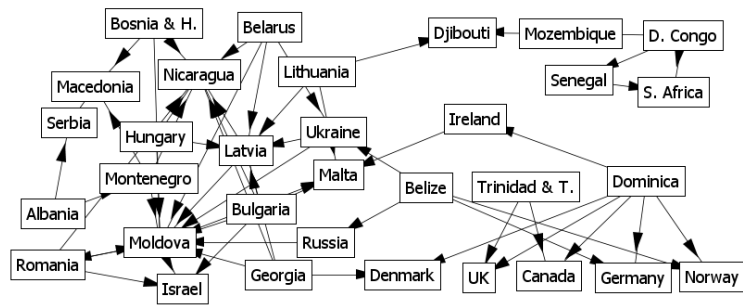 Bosnia & H.
Belarus
Djibouti
Mozambique
D. Congo
Nicaragua
Lithuania
Macedonia
Senegal
S. Africa
Serbia
Hungary
Latvia
Ukraine
Ireland
Montenegro
Malta
Belize
Trinidad & T.
Dominica
Albania
Bulgaria
Moldova
Russia
Romania
Israel
Georgia
Denmark
UK
Canada
Germany
Norway